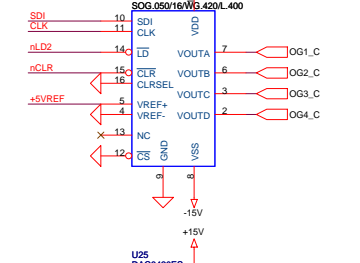 SOG.050/16/WG.420/L.400
SDI 10 SDI VDD
CLK 11 CLK
nLD2 14 LD VOUTA 7 OG1_C
nCLR 15 CLR VOUTB 6 OG2_C
16 CLRSEL
VOUTC 3 OG3_C
+5VREF 5 VREF+
4 VREF- VOUTD 2 OG4_C
13 NC
12 CS GND VSS
9 8
-15V
+15V
U25